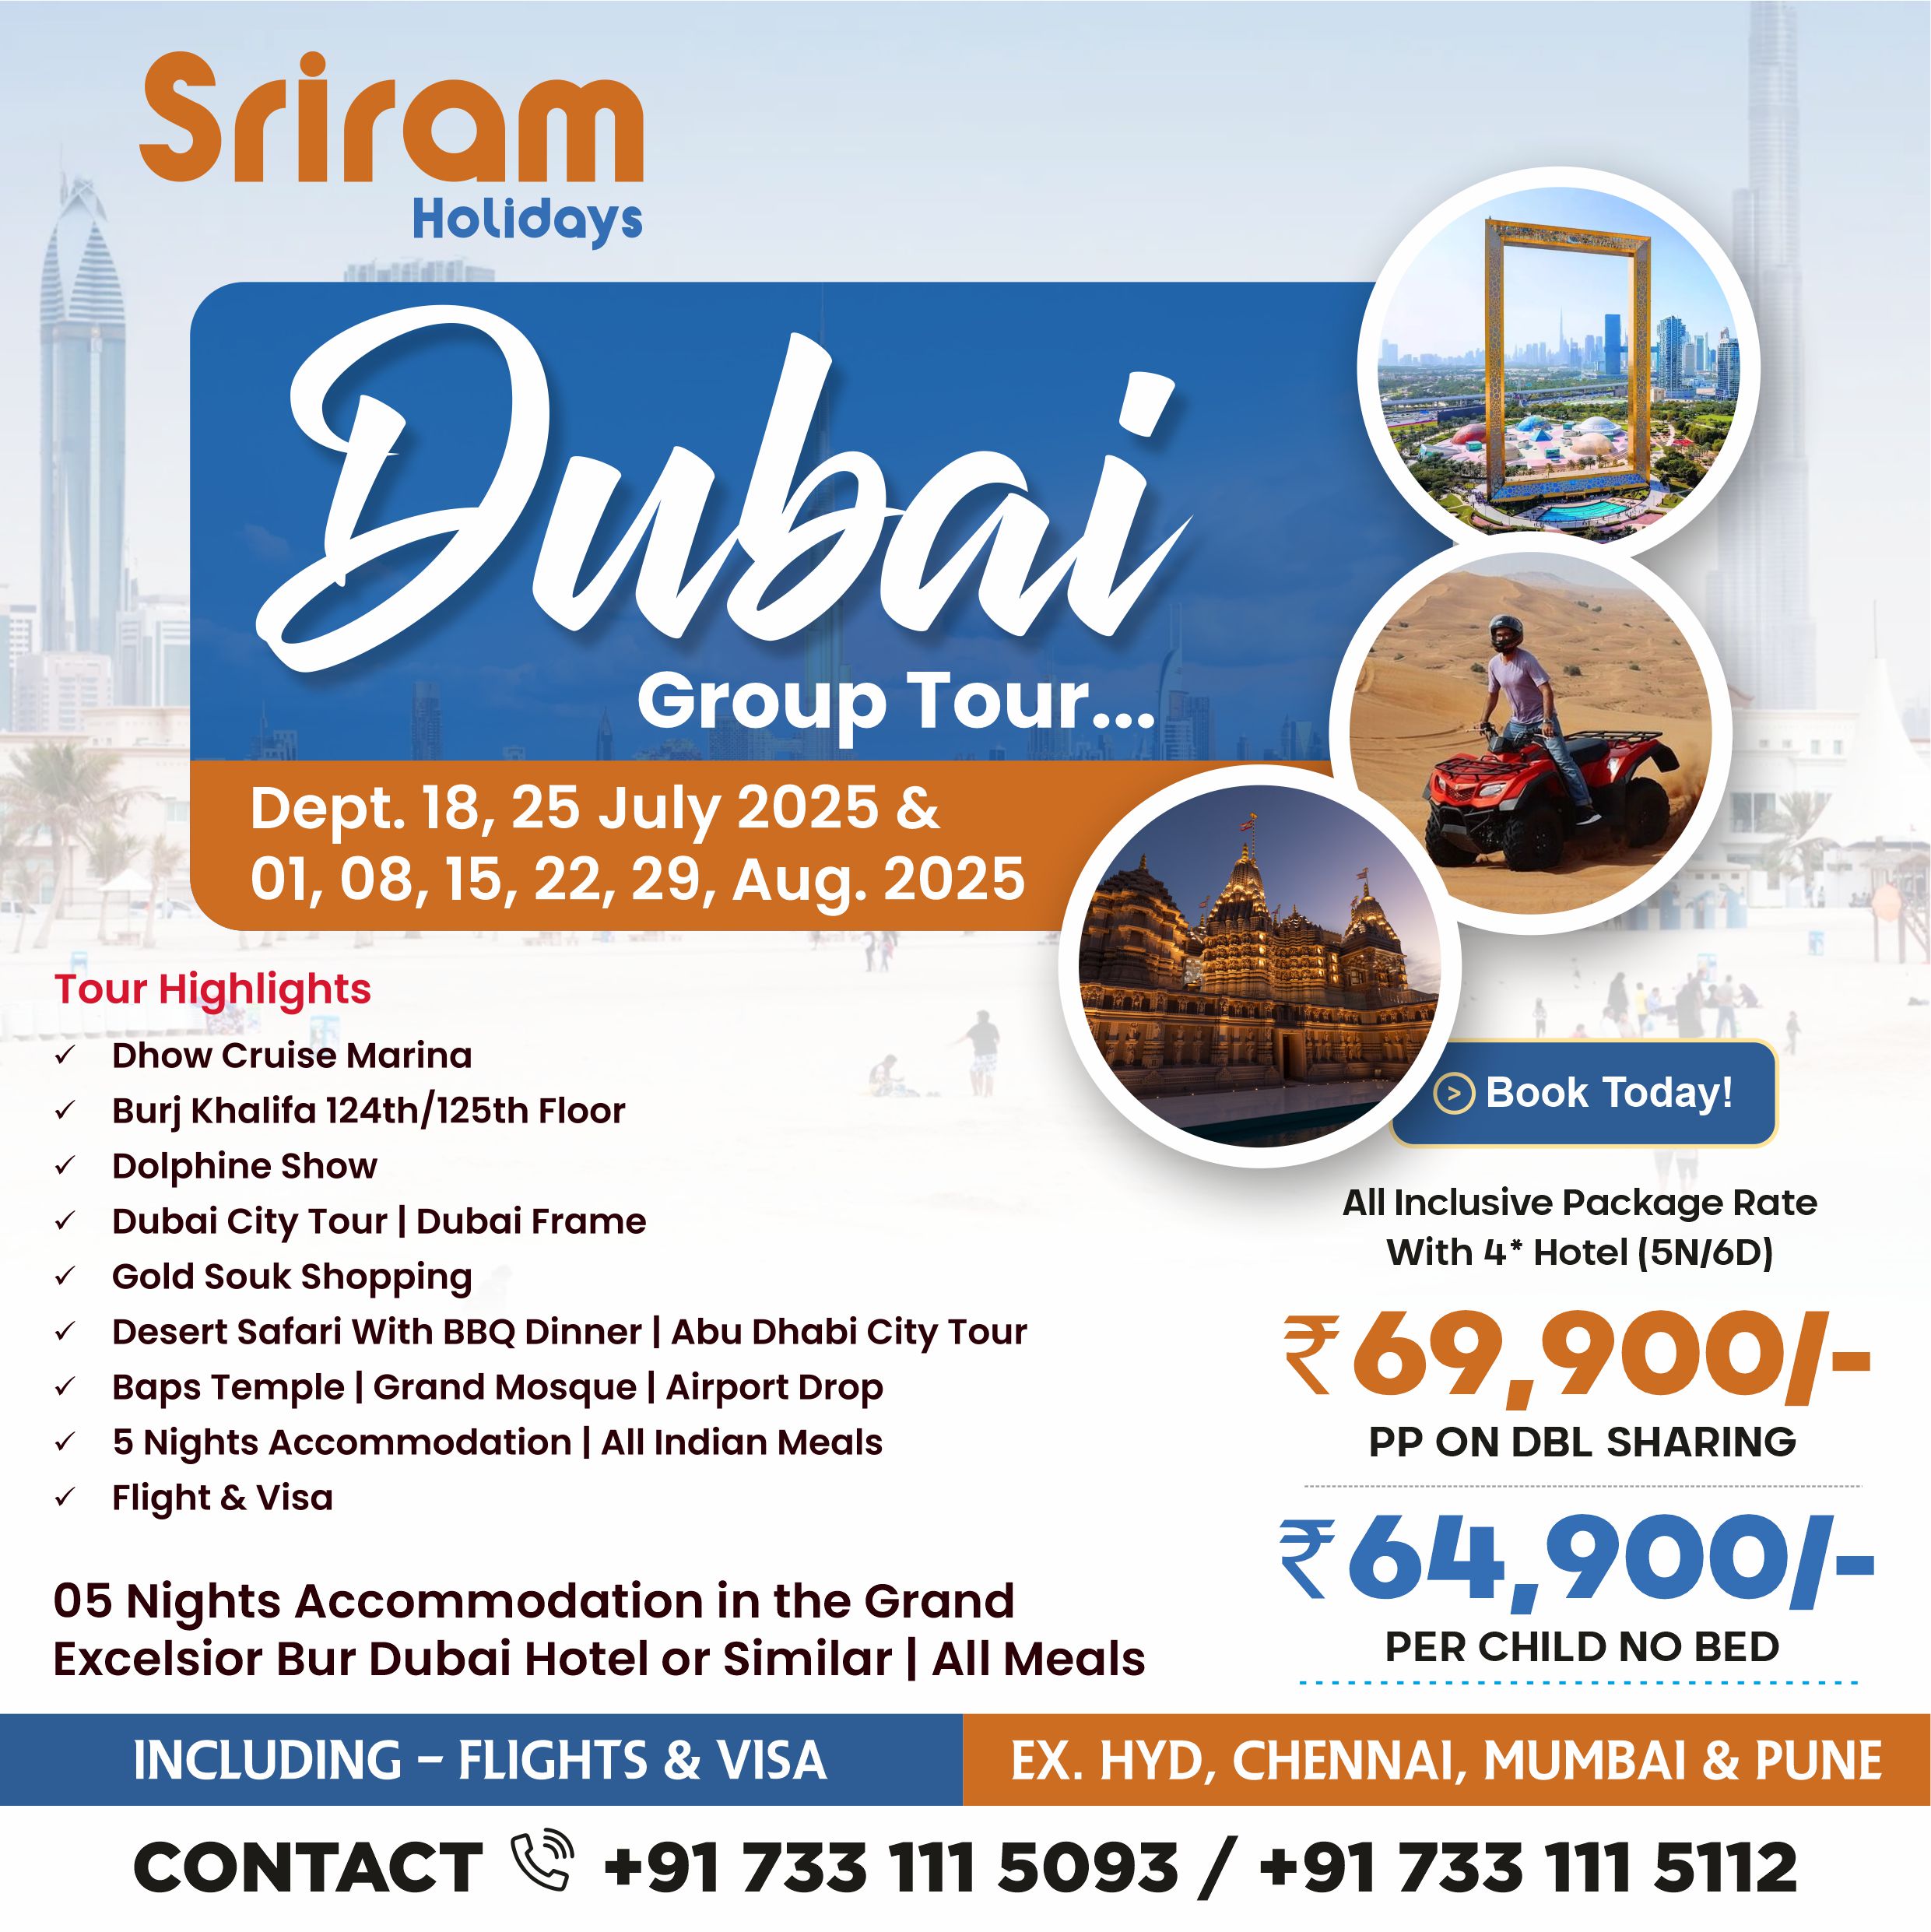 Sriram
Holidays
Dubai
Group Tour...
Dept. 18, 25 July 2025 &
01, 08, 15, 22, 29, Aug. 2025
Tour Highlights
✓ Dhow Cruise Marina
✓ Burj Khalifa 124th/125th Floor
✓ Dolphine Show
✓ Dubai City Tour | Dubai Frame
✓ Gold Souk Shopping
✓ Desert Safari With BBQ Dinner | Abu Dhabi City Tour
✓ Baps Temple | Grand Mosque | Airport Drop
✓ 5 Nights Accommodation | All Indian Meals
✓ Flight & Visa
05 Nights Accommodation in the Grand
Excelsior Bur Dubai Hotel or Similar | All Meals
> Book Today!
All Inclusive Package Rate
With 4* Hotel (5N/6D)
₹69,900/-
PP ON DBL SHARING
₹64,900/-
PER CHILD NO BED
INCLUDING – FLIGHTS & VISA
EX. HYD, CHENNAI, MUMBAI & PUNE
CONTACT +91 733 111 5093 / +91 733 111 5112